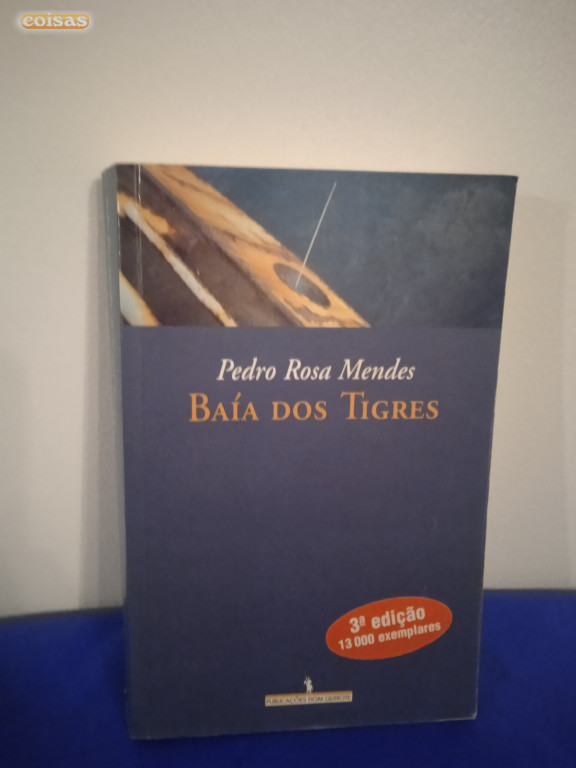 coisas
Pedro Rosa Mendes
BAÍA DOS TIGRES
3ª edição
13 000 exemplares
PUBLICAÇÕES DOM QUIXOTE